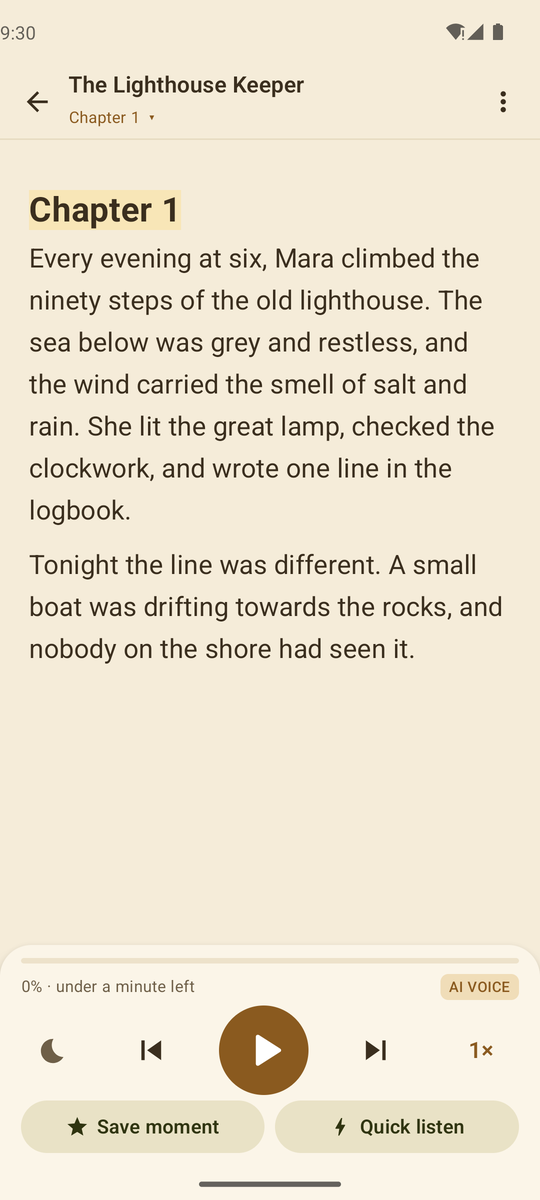 9:30
The Lighthouse Keeper
Chapter 1 ▾
Chapter 1
Every evening at six, Mara climbed the
ninety steps of the old lighthouse. The
sea below was grey and restless, and
the wind carried the smell of salt and
rain. She lit the great lamp, checked the
clockwork, and wrote one line in the
logbook.
Tonight the line was different. A small
boat was drifting towards the rocks, and
nobody on the shore had seen it.
0% · under a minute left
AI VOICE
1×
Save moment
Quick listen